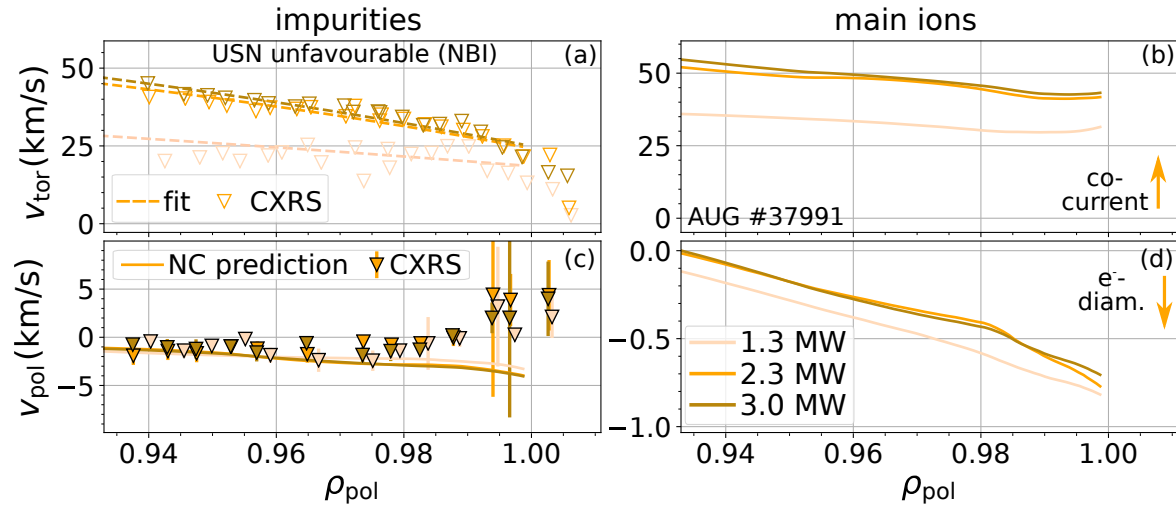 impurities
main ions
USN unfavourable (NBI)
(a)
50
25
0
v_tor (km/s)
fit
CXRS
(b)
50
25
0
co-
current
AUG #37991
NC prediction
CXRS
(c)
5
0
−5
v_pol (km/s)
0.94
0.96
0.98
1.00
ρ_pol
(d)
0.0
−0.5
−1.0
e⁻-
diam.
1.3 MW
2.3 MW
3.0 MW
0.94
0.96
0.98
1.00
ρ_pol